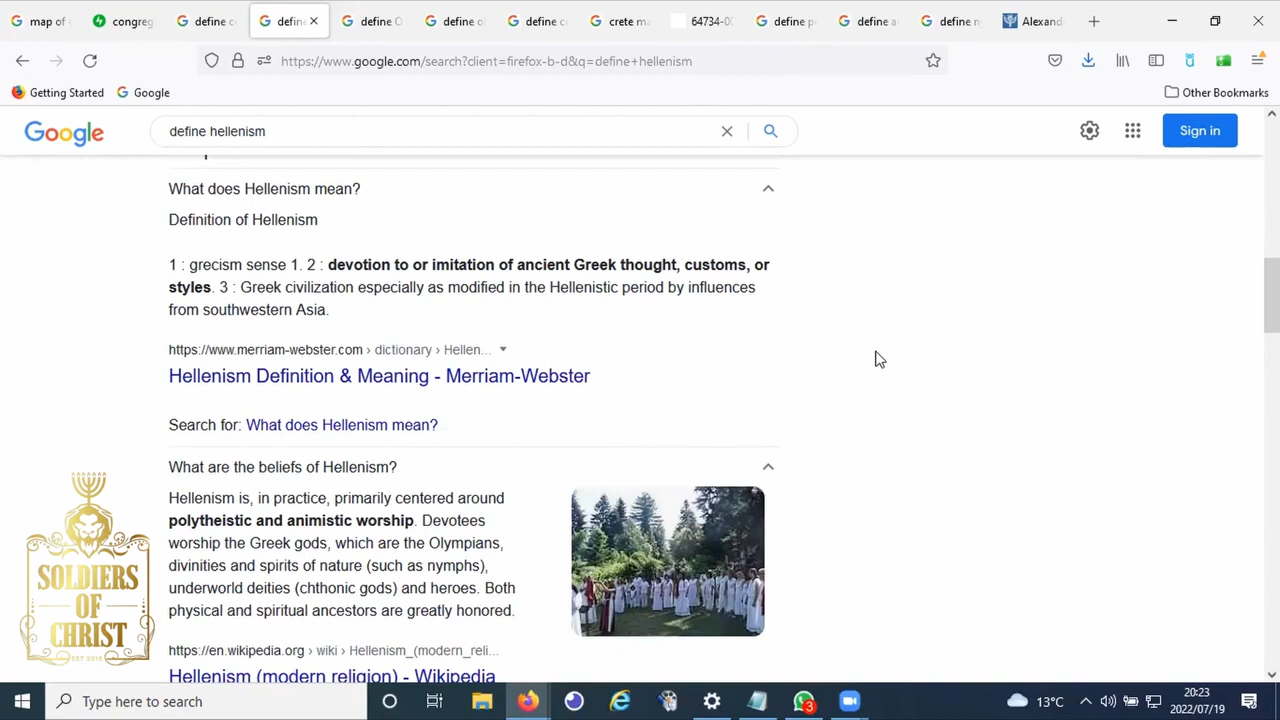 map of
congreg
define c
define
define O
define ol
define co
crete ma
64734-00
define p
define a
define n
Alexand
https://www.google.com/search?client=firefox-b-d&q=define+hellenism
Getting Started
Google
Other Bookmarks
Google
define hellenism
Sign in
What does Hellenism mean?
Definition of Hellenism
1 : grecism sense 1. 2 : devotion to or imitation of ancient Greek thought, customs, or
styles. 3 : Greek civilization especially as modified in the Hellenistic period by influences
from southwestern Asia.
https://www.merriam-webster.com › dictionary › Hellen...
Hellenism Definition & Meaning - Merriam-Webster
Search for: What does Hellenism mean?
What are the beliefs of Hellenism?
Hellenism is, in practice, primarily centered around
polytheistic and animistic worship. Devotees
worship the Greek gods, which are the Olympians,
divinities and spirits of nature (such as nymphs),
underworld deities (chthonic gods) and heroes. Both
physical and spiritual ancestors are greatly honored.
https://en.wikipedia.org › wiki › Hellenism_(modern_reli...
Hellenism (modern religion) - Wikipedia
SOLDIERS
OF
CHRIST
EST 2015
Type here to search
3
13°C
20:23
2022/07/19